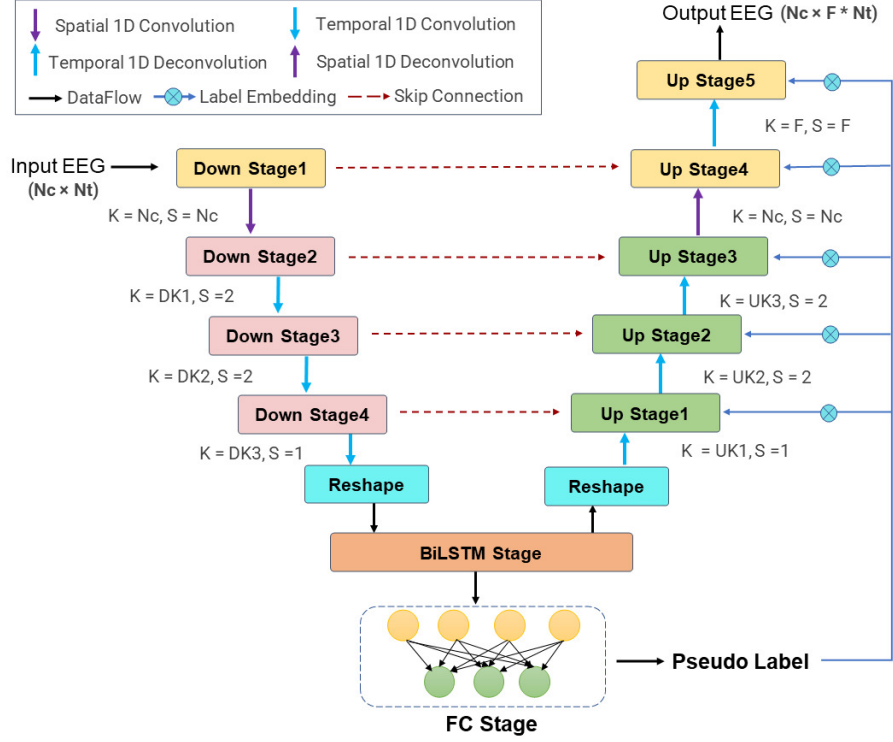 Spatial 1D Convolution
Temporal 1D Convolution
Temporal 1D Deconvolution
Spatial 1D Deconvolution
DataFlow
Label Embedding
Skip Connection
Output EEG (Nc × F * Nt)
Up Stage5
K = F, S = F
Input EEG
(Nc × Nt)
Down Stage1
Up Stage4
K = Nc, S = Nc
K = Nc, S = Nc
Down Stage2
Up Stage3
K = DK1, S =2
K = UK3, S = 2
Down Stage3
Up Stage2
K = DK2, S =2
K = UK2, S = 2
Down Stage4
Up Stage1
K = DK3, S =1
K = UK1, S =1
Reshape
Reshape
BiLSTM Stage
Pseudo Label
FC Stage